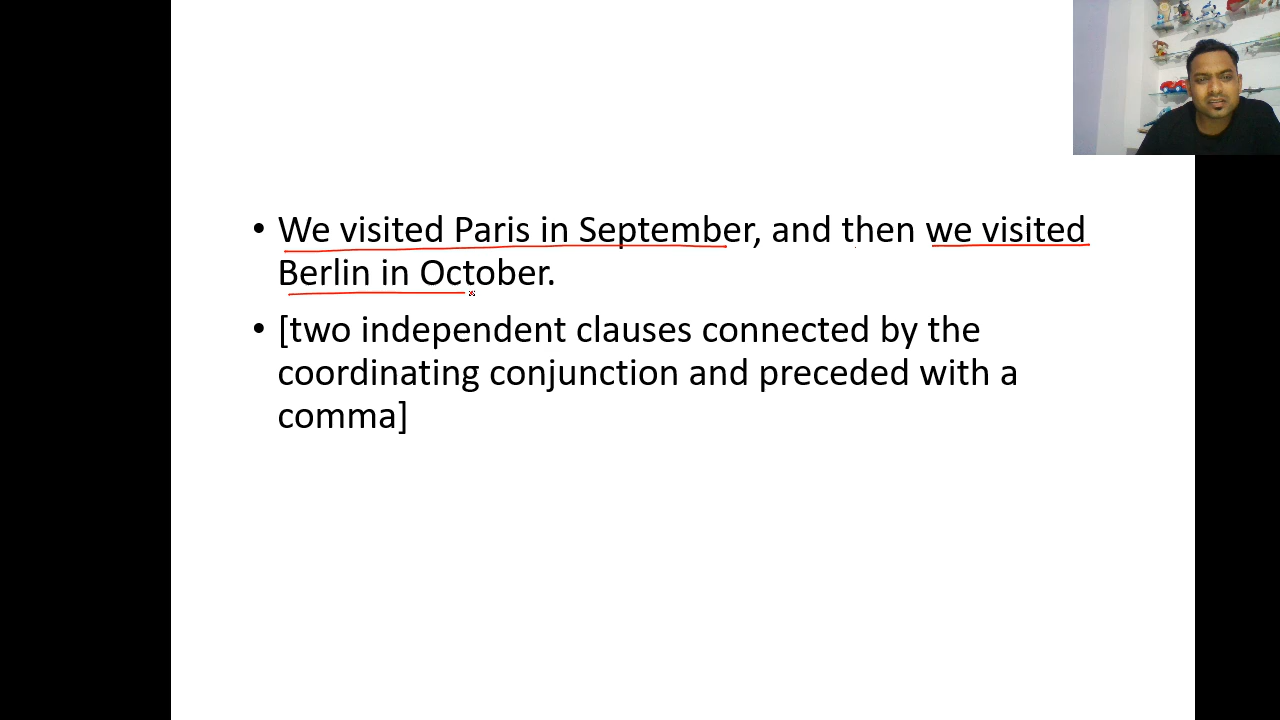 • We visited Paris in September, and then we visited
Berlin in October.
• [two independent clauses connected by the
coordinating conjunction and preceded with a
comma]